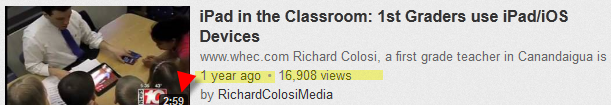 iPad in the Classroom: 1st Graders use iPad/iOS
Devices
www.whec.com Richard Colosi, a first grade teacher in Canandaigua is
1 year ago • 16,908 views
by RichardColosiMedia
10
2:59